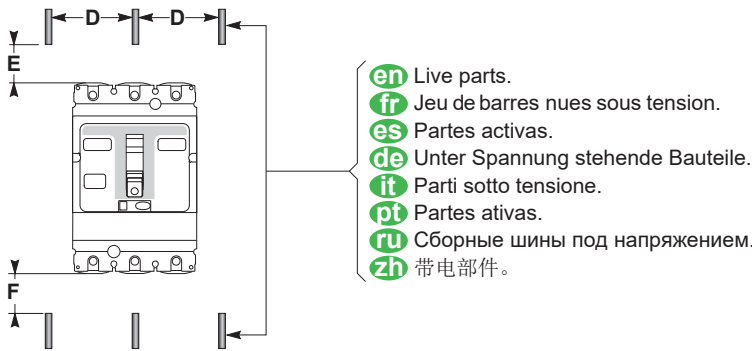 D D
E
en Live parts.
fr Jeu de barres nues sous tension.
es Partes activas.
de Unter Spannung stehende Bauteile.
it Parti sotto tensione.
pt Partes ativas.
ru Сборные шины под напряжением.
zh 带电部件。
F